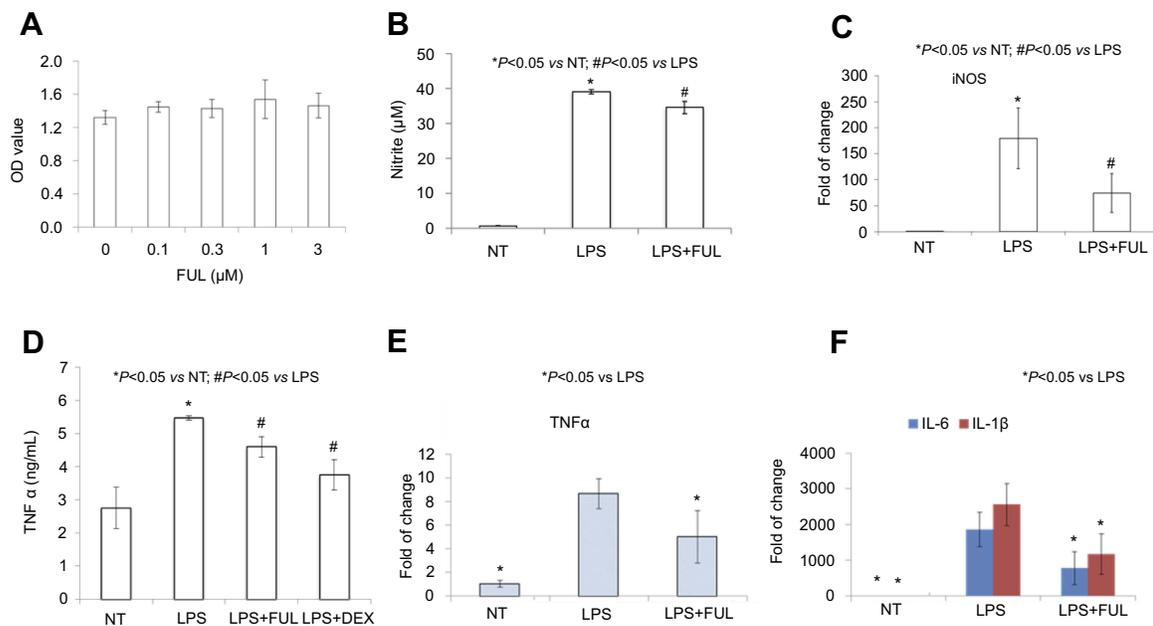 A
2.0
1.6
1.2
0.8
0.4
0.0
OD value
0 0.1 0.3 1 3
FUL (µM)
B
*P<0.05 vs NT; #P<0.05 vs LPS
50
40
30
20
10
0
Nitrite (µM)
*
#
NT LPS LPS+FUL
C
*P<0.05 vs NT; #P<0.05 vs LPS
iNOS
300
250
200
150
100
50
0
Fold of change
*
#
NT LPS LPS+FUL
D
*P<0.05 vs NT; #P<0.05 vs LPS
7
6
5
4
3
2
1
0
TNF α (ng/mL)
*
#
#
NT LPS LPS+FUL LPS+DEX
E
*P<0.05 vs LPS
TNFα
12
10
8
6
4
2
0
Fold of change
*
*
NT LPS LPS+FUL
F
*P<0.05 vs LPS
IL-6 IL-1β
4000
3000
2000
1000
0
Fold of change
* *
* *
NT LPS LPS+FUL